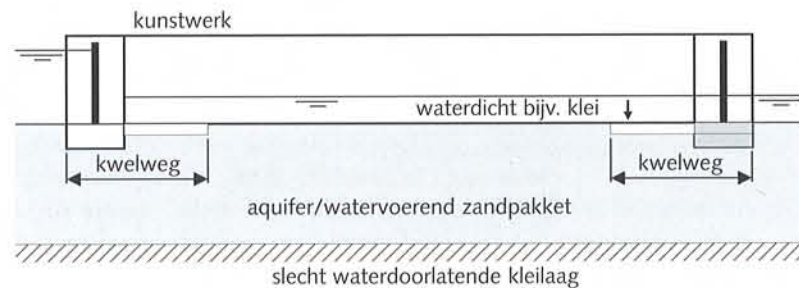 kunstwerk
waterdicht bijv. klei
kwelweg
kwelweg
aquifer/watervoerend zandpakket
slecht waterdoorlatende kleilaag